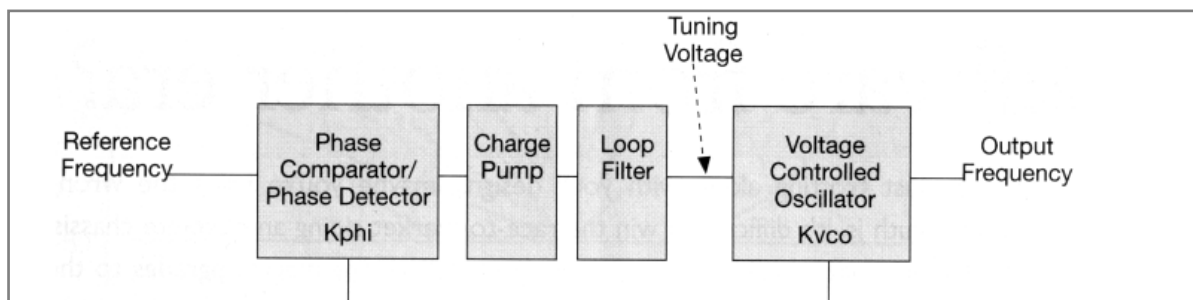 Tuning
Voltage
Reference
Frequency
Phase
Comparator/
Phase Detector
Kphi
Charge
Pump
Loop
Filter
Voltage
Controlled
Oscillator
Kvco
Output
Frequency